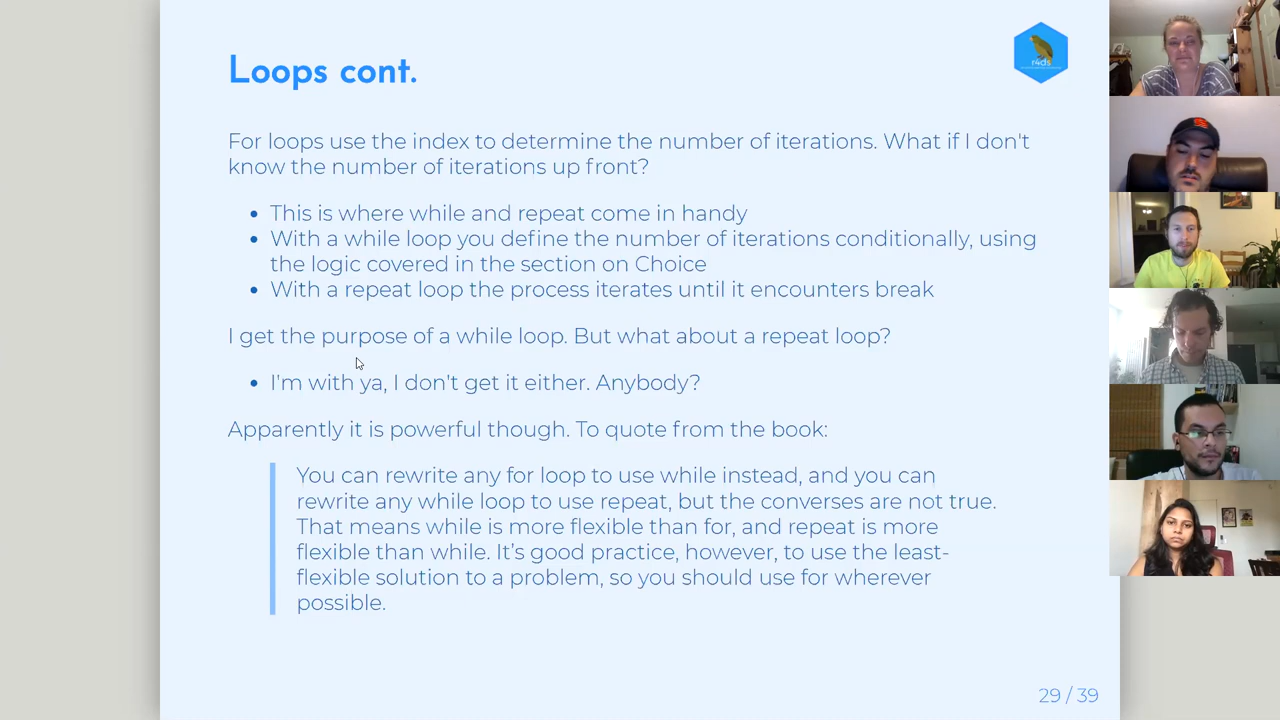 Loops cont.
r4ds
For loops use the index to determine the number of iterations. What if I don't
know the number of iterations up front?
This is where while and repeat come in handy
With a while loop you define the number of iterations conditionally, using
the logic covered in the section on Choice
With a repeat loop the process iterates until it encounters break
I get the purpose of a while loop. But what about a repeat loop?
I'm with ya, I don't get it either. Anybody?
Apparently it is powerful though. To quote from the book:
You can rewrite any for loop to use while instead, and you can
rewrite any while loop to use repeat, but the converses are not true.
That means while is more flexible than for, and repeat is more
flexible than while. It's good practice, however, to use the least-
flexible solution to a problem, so you should use for wherever
possible.
29 / 39